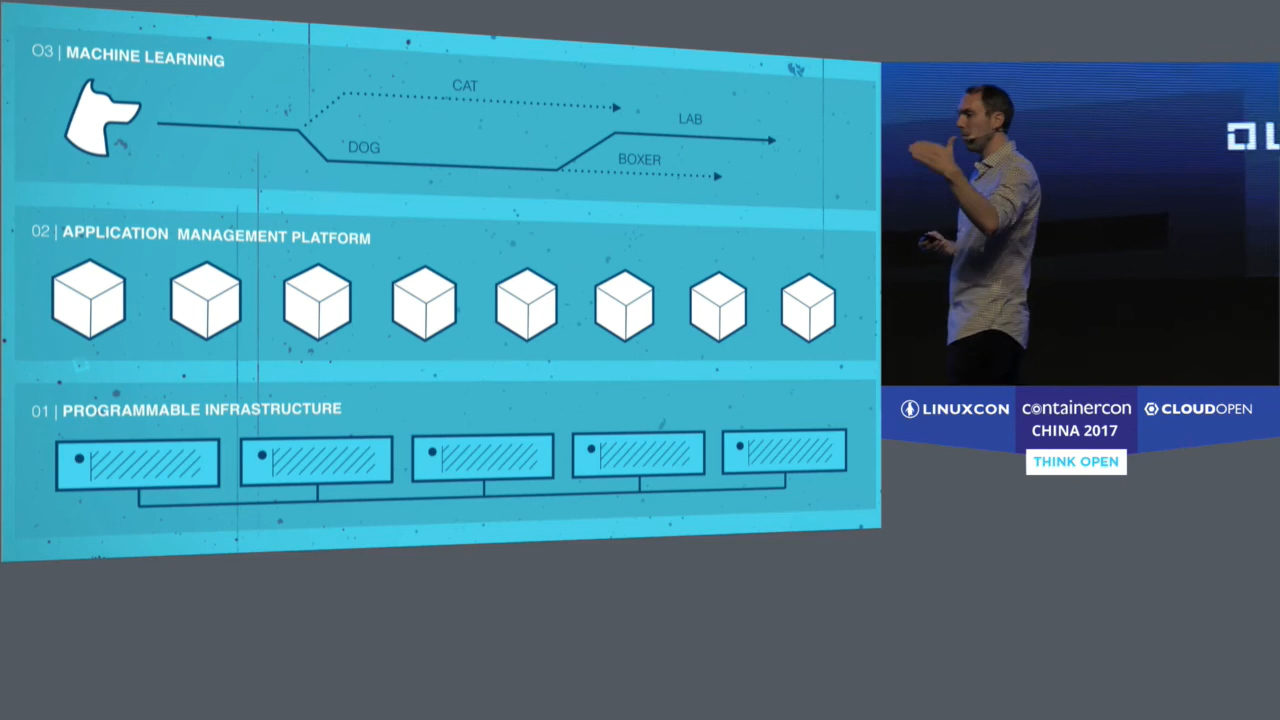 O3 | MACHINE LEARNING
CAT
LAB
DOG
BOXER
02 | APPLICATION MANAGEMENT PLATFORM
01 | PROGRAMMABLE INFRASTRUCTURE
LINUXCON
containercon
CLOUDOPEN
CHINA 2017
THINK OPEN